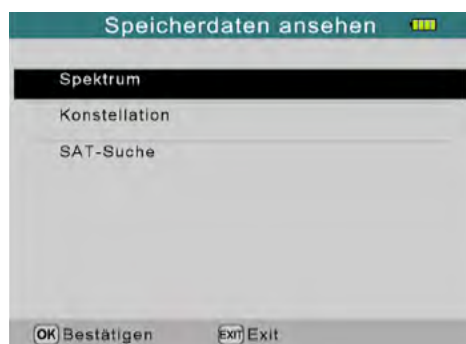 Speicherdaten ansehen
Spektrum
Konstellation
SAT-Suche
OK Bestätigen EXIT Exit